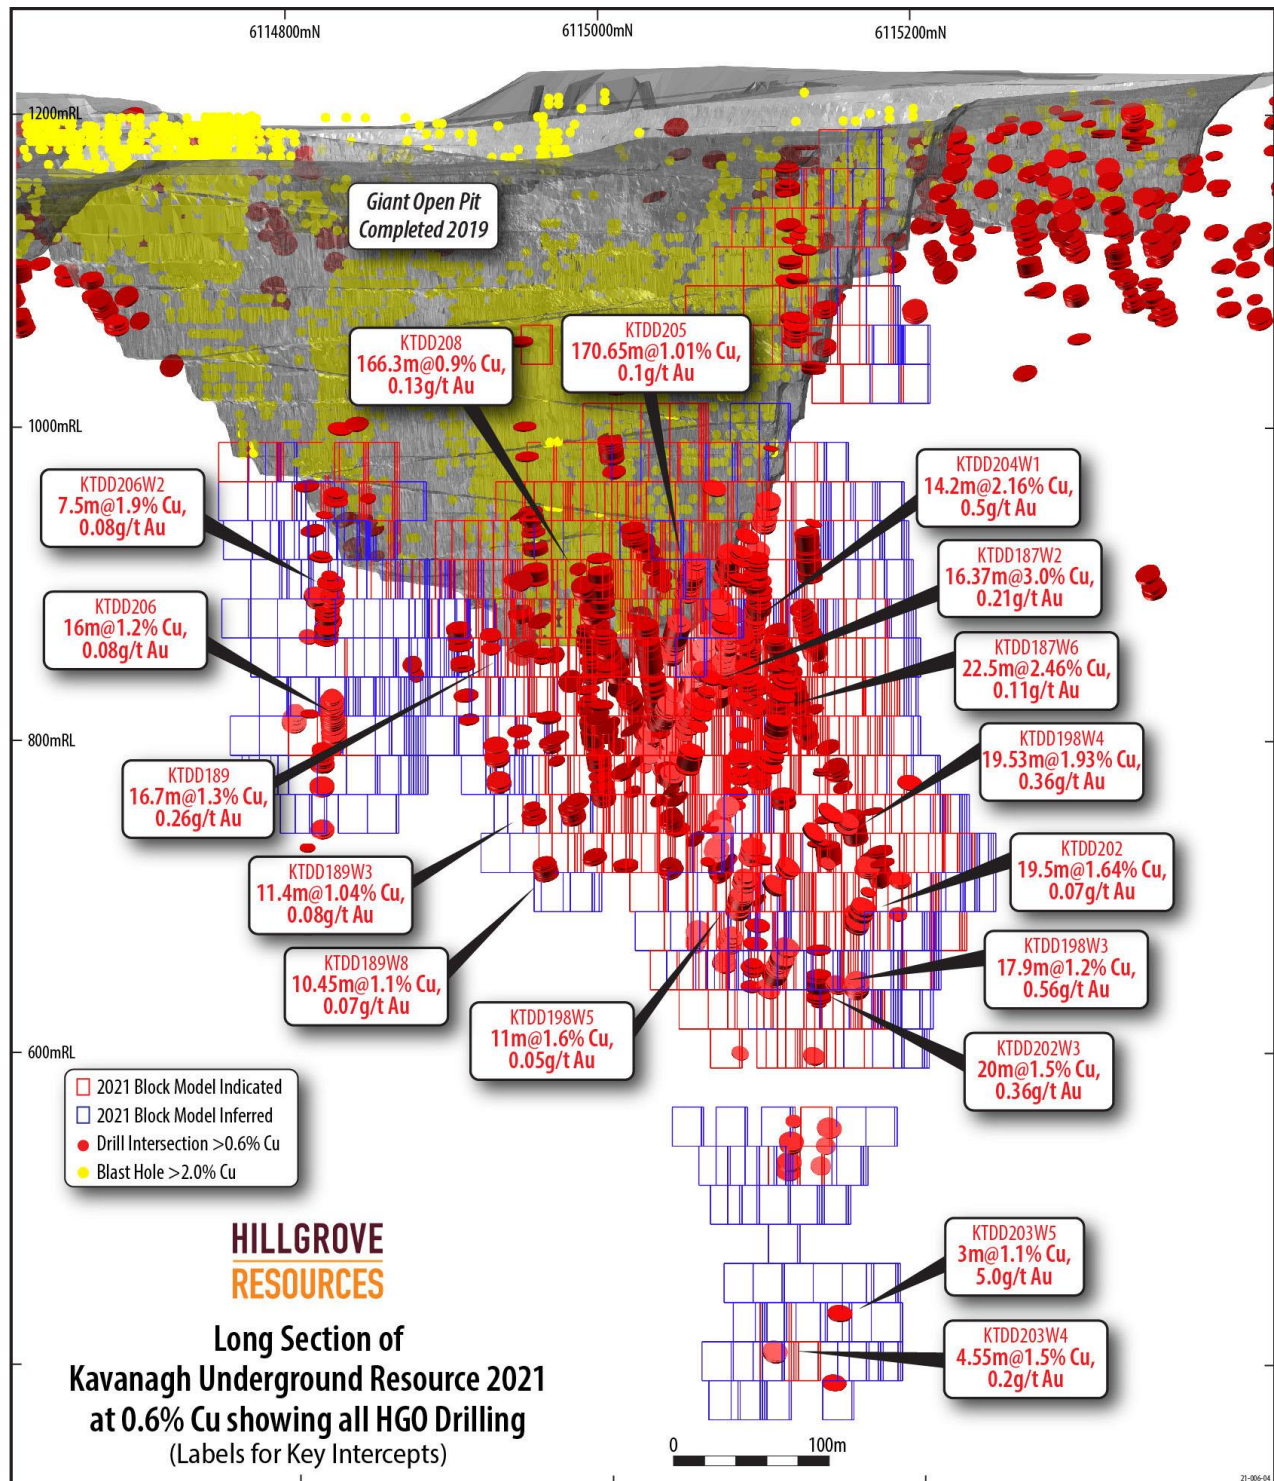 6114800mN
6115000mN
6115200mN
1200mRL
Giant Open Pit
Completed 2019
KTDD208
166.3m@0.9% Cu,
0.13g/t Au
KTDD205
170.65m@1.01% Cu,
0.1g/t Au
1000mRL
KTDD206W2
7.5m@1.9% Cu,
0.08g/t Au
KTDD204W1
14.2m@2.16% Cu,
0.5g/t Au
KTDD187W2
16.37m@3.0% Cu,
0.21g/t Au
KTDD206
16m@1.2% Cu,
0.08g/t Au
KTDD187W6
22.5m@2.46% Cu,
0.11g/t Au
800mRL
KTDD198W4
19.53m@1.93% Cu,
0.36g/t Au
KTDD189
16.7m@1.3% Cu,
0.26g/t Au
KTDD202
19.5m@1.64% Cu,
0.07g/t Au
KTDD189W3
11.4m@1.04% Cu,
0.08g/t Au
KTDD198W3
17.9m@1.2% Cu,
0.56g/t Au
KTDD189W8
10.45m@1.1% Cu,
0.07g/t Au
KTDD198W5
11m@1.6% Cu,
0.05g/t Au
KTDD202W3
20m@1.5% Cu,
0.36g/t Au
600mRL
2021 Block Model Indicated
2021 Block Model Inferred
Drill Intersection >0.6% Cu
Blast Hole >2.0% Cu
HILLGROVE
RESOURCES
KTDD203W5
3m@1.1% Cu,
5.0g/t Au
KTDD203W4
4.55m@1.5% Cu,
0.2g/t Au
Long Section of
Kavanagh Underground Resource 2021
at 0.6% Cu showing all HGO Drilling
(Labels for Key Intercepts)
0 100m
21-006-04